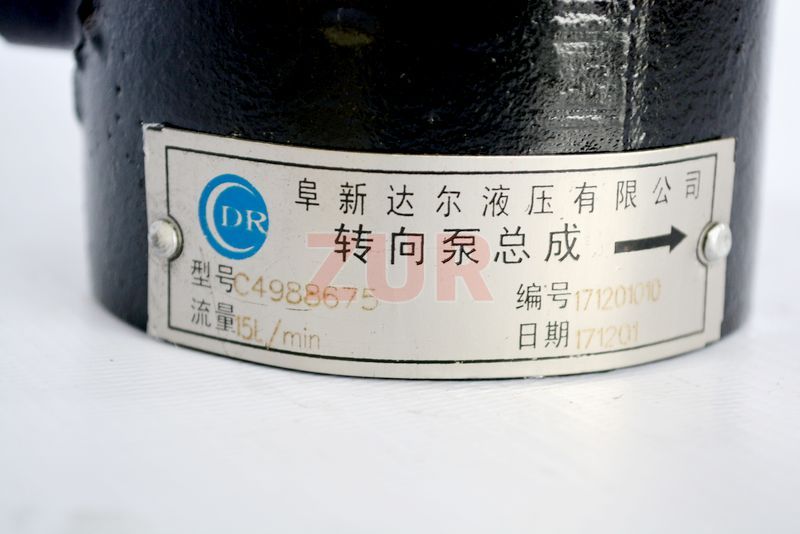 CDR
阜新达尔液压有限公司
转向泵总成
ZUR
型号C4988675 编号171201010
流量15L/min 日期171201